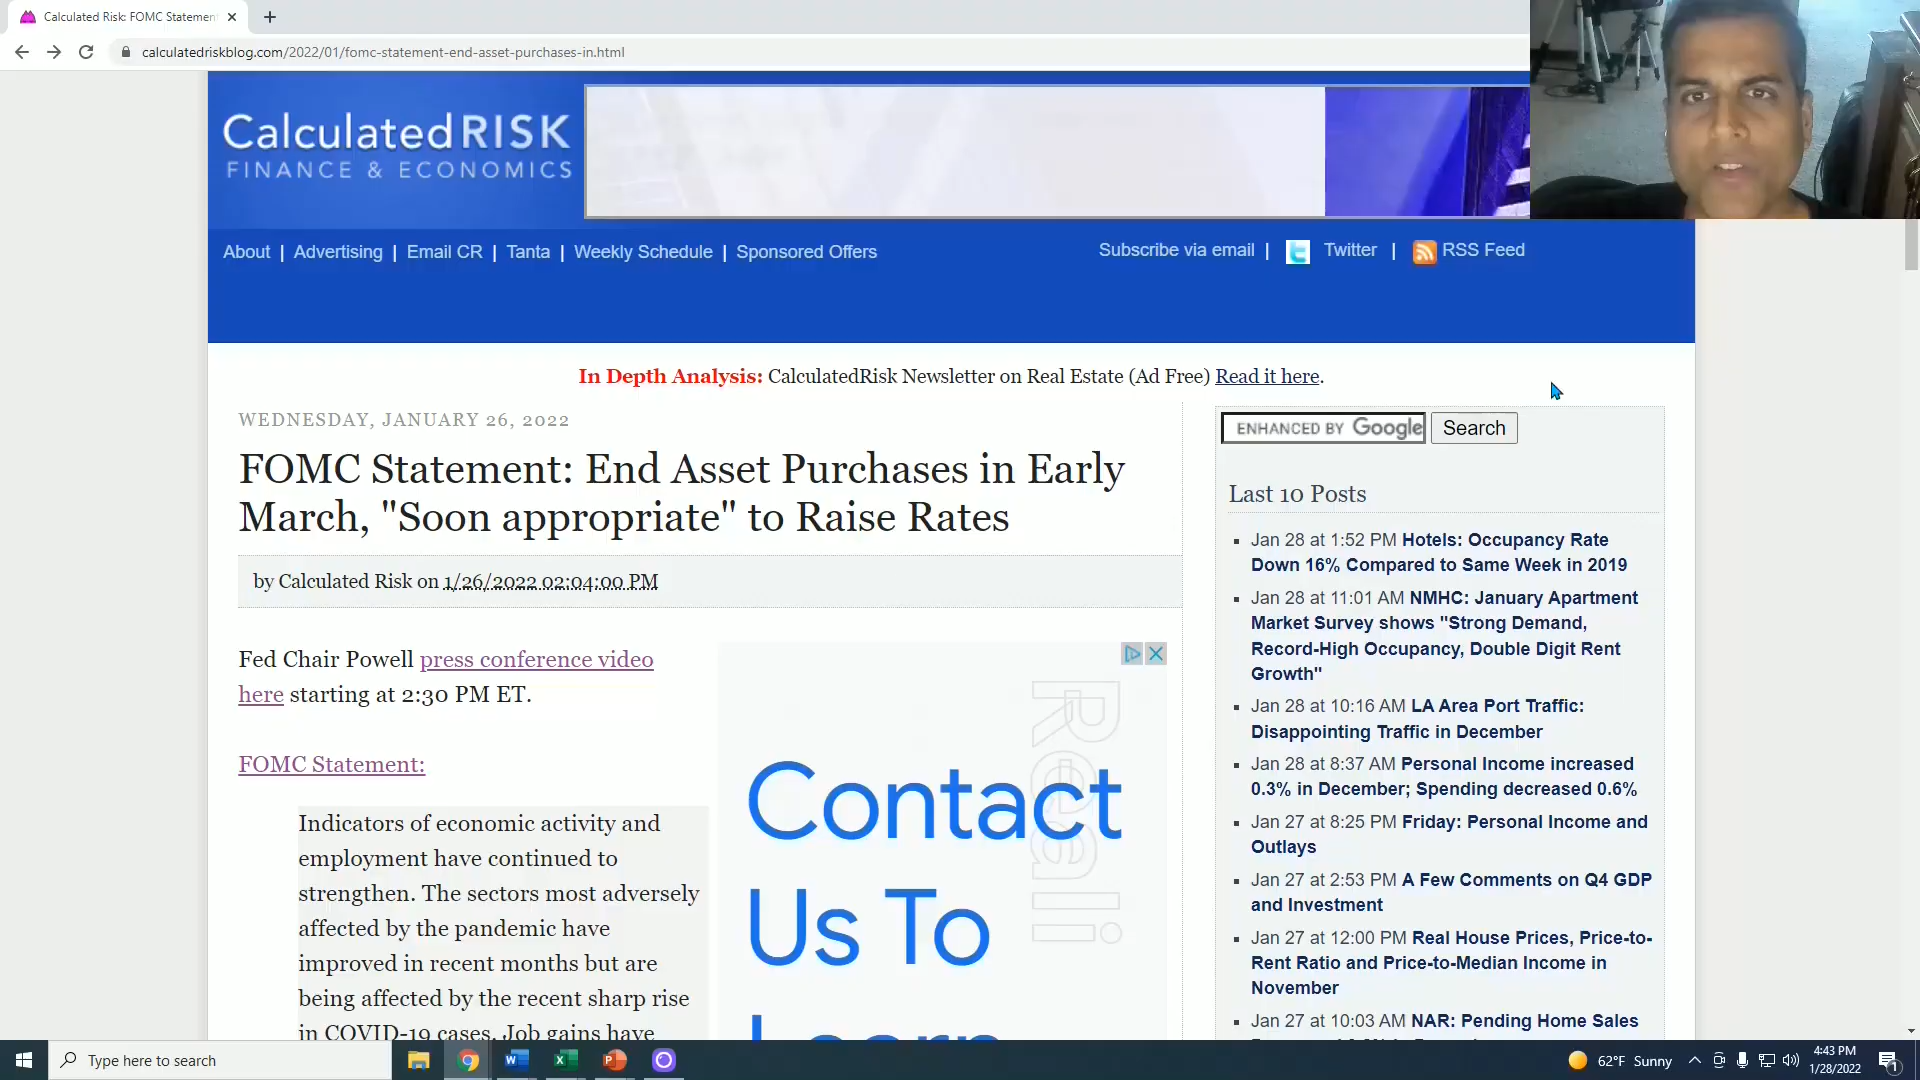 Calculated Risk: FOMC Statemen
calculatedriskblog.com/2022/01/fomc-statement-end-asset-purchases-in.html
CalculatedRISK
FINANCE & ECONOMICS
About | Advertising | Email CR | Tanta | Weekly Schedule | Sponsored Offers
Subscribe via email | Twitter | RSS Feed
In Depth Analysis: CalculatedRisk Newsletter on Real Estate (Ad Free) Read it here.
WEDNESDAY, JANUARY 26, 2022
FOMC Statement: End Asset Purchases in Early
March, "Soon appropriate" to Raise Rates
by Calculated Risk on 1/26/2022 02:04:00 PM
Fed Chair Powell press conference video
here starting at 2:30 PM ET.
FOMC Statement:
Indicators of economic activity and
employment have continued to
strengthen. The sectors most adversely
affected by the pandemic have
improved in recent months but are
being affected by the recent sharp rise
in COVID-19 cases. Job gains have
Reali
Contact
Us To
Learn
ENHANCED BY Google
Search
Last 10 Posts
Jan 28 at 1:52 PM Hotels: Occupancy Rate
Down 16% Compared to Same Week in 2019
Jan 28 at 11:01 AM NMHC: January Apartment
Market Survey shows "Strong Demand,
Record-High Occupancy, Double Digit Rent
Growth"
Jan 28 at 10:16 AM LA Area Port Traffic:
Disappointing Traffic in December
Jan 28 at 8:37 AM Personal Income increased
0.3% in December; Spending decreased 0.6%
Jan 27 at 8:25 PM Friday: Personal Income and
Outlays
Jan 27 at 2:53 PM A Few Comments on Q4 GDP
and Investment
Jan 27 at 12:00 PM Real House Prices, Price-to-
Rent Ratio and Price-to-Median Income in
November
Jan 27 at 10:03 AM NAR: Pending Home Sales
Type here to search
62°F Sunny
4:43 PM
1/28/2022
1